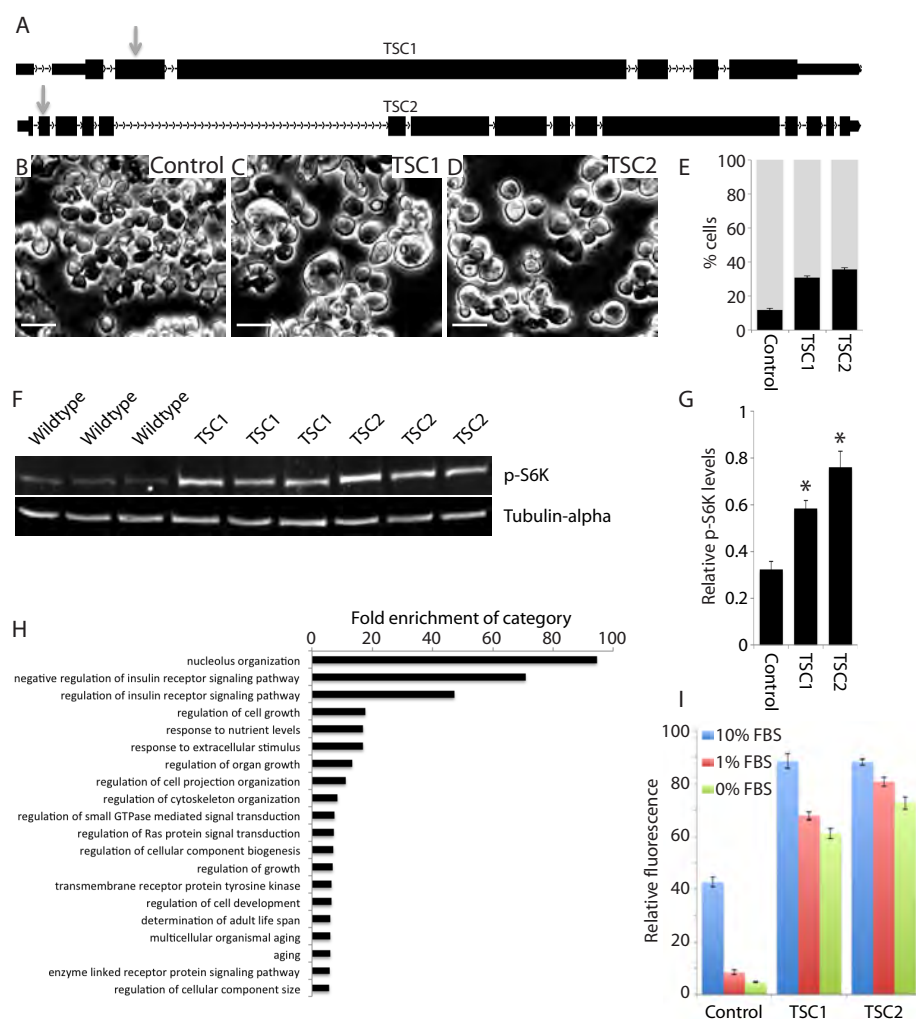 A
TSC1
TSC2
B
Control
C
TSC1
D
TSC2
E
% cells
100
80
60
40
20
0
Control
TSC1
TSC2
F
Wildtype
Wildtype
Wildtype
TSC1
TSC1
TSC1
TSC2
TSC2
TSC2
p-S6K
Tubulin-alpha
G
Relative p-S6K levels
1
0.8
0.6
0.4
0.2
0
*
*
Control
TSC1
TSC2
H
Fold enrichment of category
0 20 40 60 80 100
nucleolus organization
negative regulation of insulin receptor signaling pathway
regulation of insulin receptor signaling pathway
regulation of cell growth
response to nutrient levels
response to extracellular stimulus
regulation of organ growth
regulation of cell projection organization
regulation of cytoskeleton organization
regulation of small GTPase mediated signal transduction
regulation of Ras protein signal transduction
regulation of cellular component biogenesis
regulation of growth
transmembrane receptor protein tyrosine kinase
regulation of cell development
determination of adult life span
multicellular organismal aging
aging
enzyme linked receptor protein signaling pathway
regulation of cellular component size
I
Relative fluorescence
100
80
60
40
20
0
10% FBS
1% FBS
0% FBS
Control TSC1 TSC2